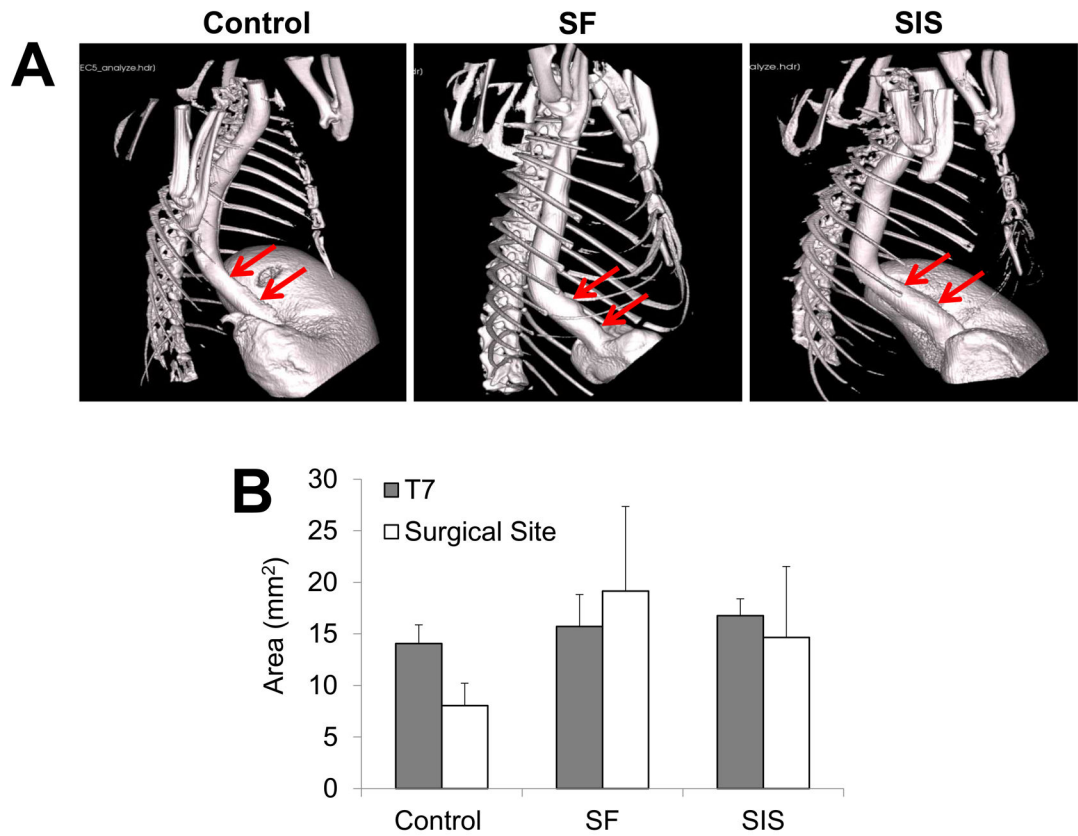 Control SF SIS
A
EC5_analyze.hdr]
hdr]
alyze.hdr]
B
30
25
20
15
10
5
0
Area (mm²)
T7
Surgical Site
Control SF SIS